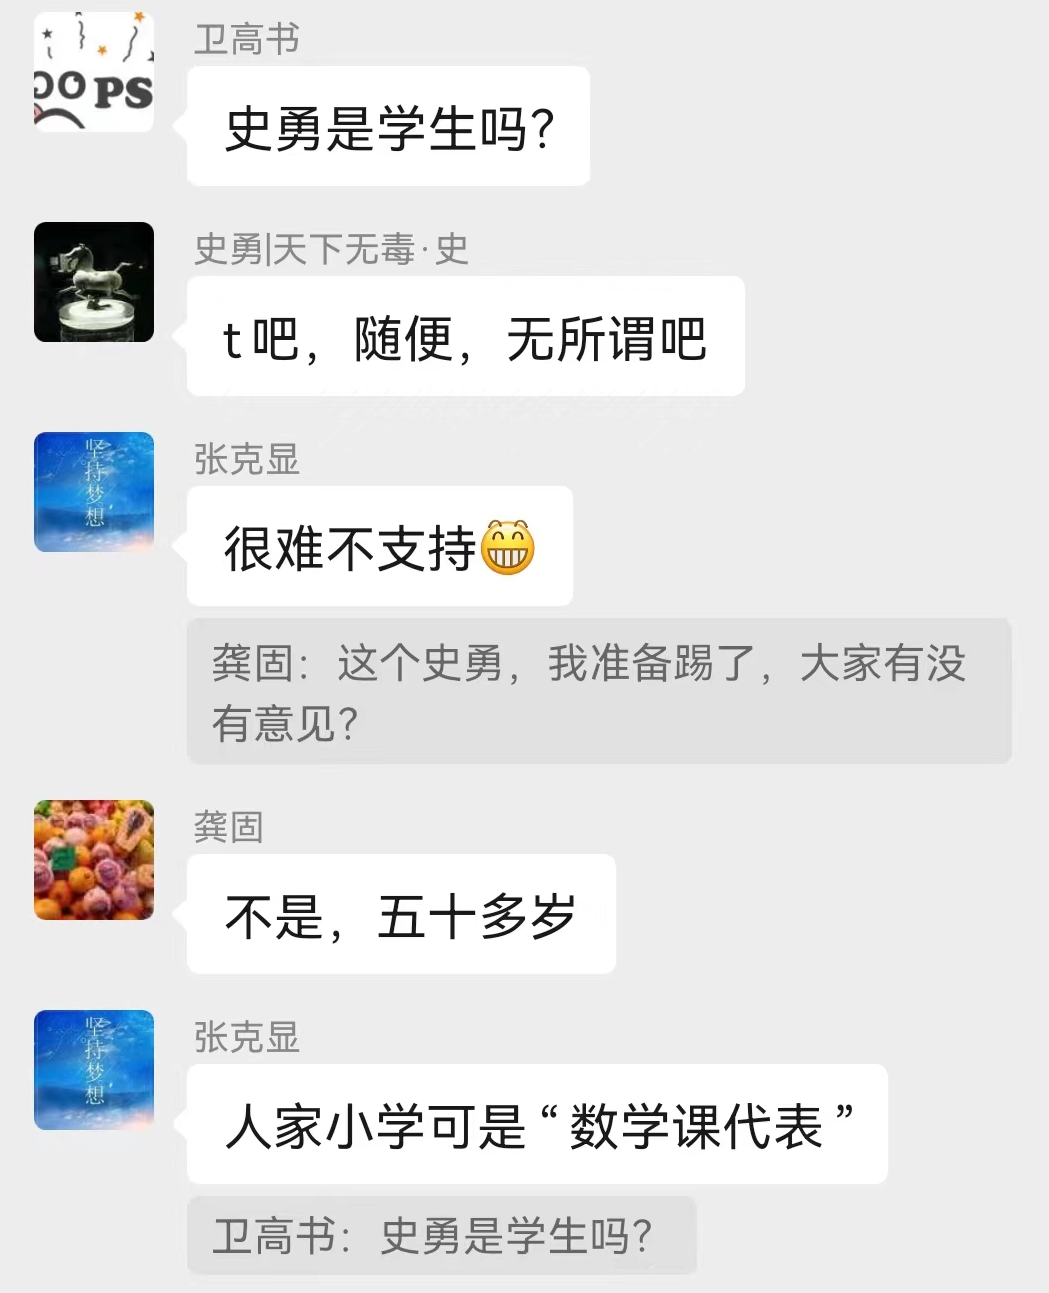 OOPS
卫高书
史勇是学生吗?
史勇|天下无毒·史
t吧，随便，无所谓吧
坚持梦想
张克显
很难不支持😁
龚固：这个史勇，我准备踢了，大家有没
有意见?
龚固
不是，五十多岁
坚持梦想
张克显
人家小学可是“数学课代表”
卫高书：史勇是学生吗?